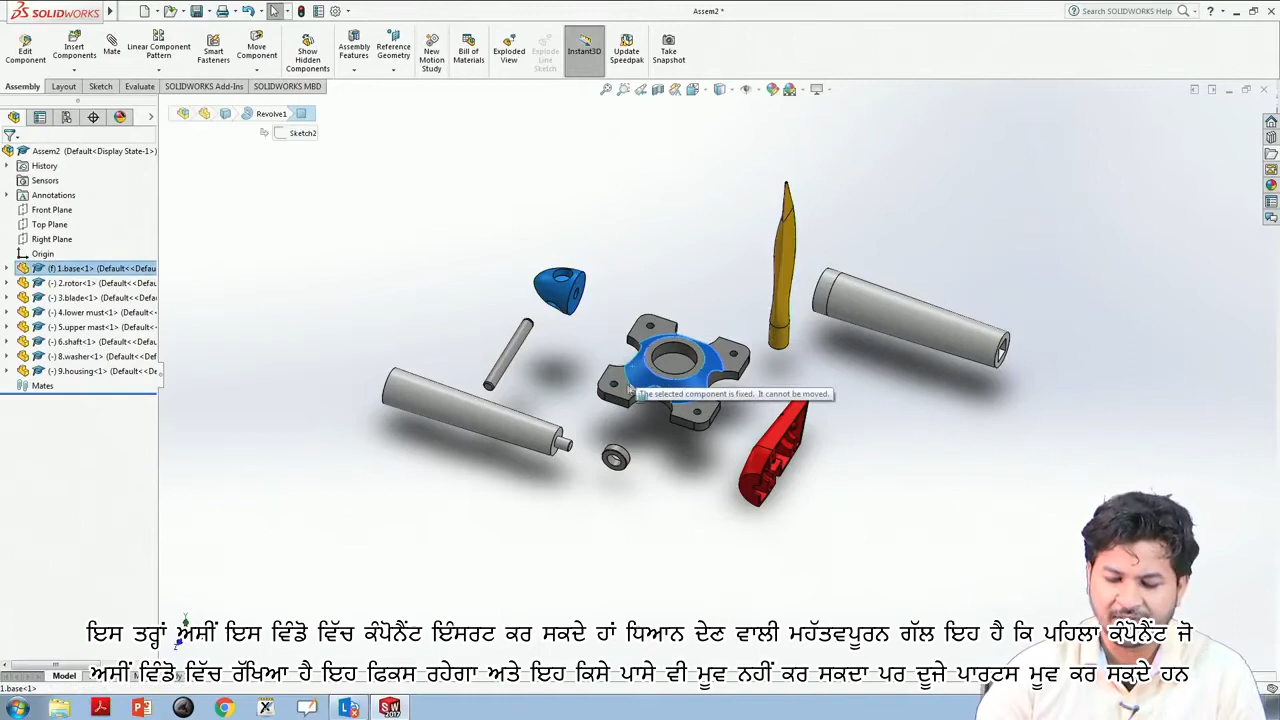 SOLIDWORKS
Assem2 *
Search SOLIDWORKS Help
Edit Component
Insert Components
Mate
Linear Component Pattern
Smart Fasteners
Move Component
Show Hidden Components
Assembly Features
Reference Geometry
New Motion Study
Bill of Materials
Exploded View
Explode Line Sketch
Instant3D
Update Speedpak
Take Snapshot
Assembly Layout Sketch Evaluate SOLIDWORKS Add-Ins SOLIDWORKS MBD
Revolve1
Sketch2
Assem2 (Default<Display State-1>)
History
Sensors
Annotations
Front Plane
Top Plane
Right Plane
Origin
(f) 1.base<1> (Default<<Defau
(-) 2.rotor<1> (Default<<Defa
(-) 3.blade<1> (Default<<Defa
(-) 4.lower must<1> (Default<
(-) 5.upper mast<1> (Default<
(-) 6.shaft<1> (Default<<Defa
(-) 8.washer<1> (Default<<De
(-) 9.housing<1> (Default<<D
Mates
The selected component is fixed. It cannot be moved.
ਇਸ ਤਰ੍ਹਾਂ ਅਸੀਂ ਇਸ ਵਿੰਡੋ ਵਿੱਚ ਕੰਪੋਨੈਂਟ ਇੰਸਰਟ ਕਰ ਸਕਦੇ ਹਾਂ ਧਿਆਨ ਦੇਣ ਵਾਲੀ ਮਹੱਤਵਪੂਰਨ ਗੱਲ ਇਹ ਹੈ ਕਿ ਪਹਿਲਾ ਕੰਪੋਨੈਂਟ ਜੋ
ਅਸੀਂ ਵਿੰਡੋ ਵਿੱਚ ਰੱਖਿਆ ਹੈ ਇਹ ਫਿਕਸ ਰਹੇਗਾ ਅਤੇ ਇਹ ਕਿਸੇ ਪਾਸੇ ਵੀ ਮੂਵ ਨਹੀਂ ਕਰ ਸਕਦਾ ਪਰ ਦੂਜੇ ਪਾਰਟਸ ਮੂਵ ਕਰ ਸਕਦੇ ਹਨ
Model
1.base<1>